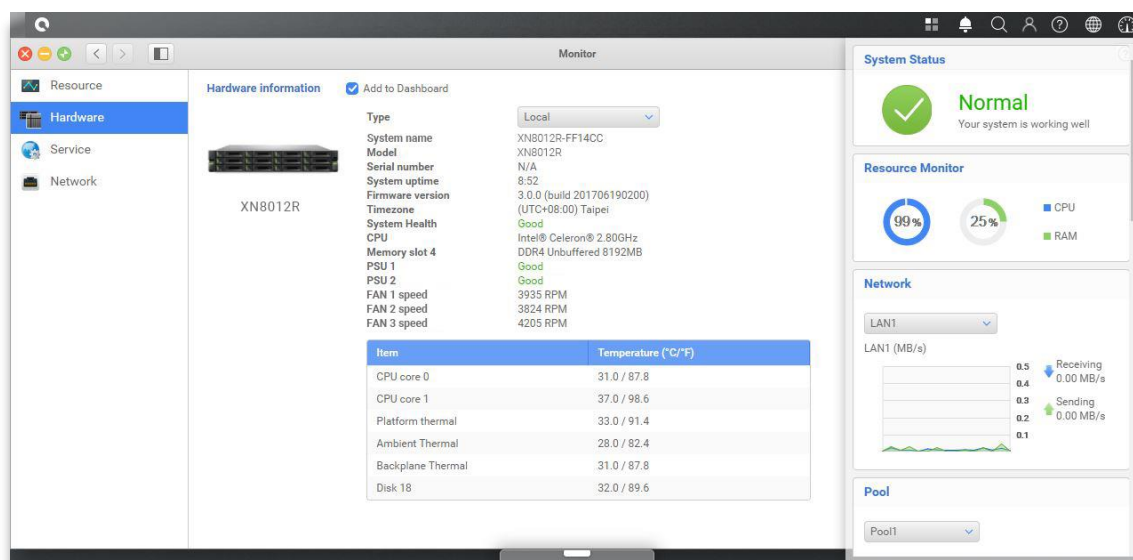 Monitor
Resource
Hardware
Service
Network
Hardware information
Add to Dashboard
XN8012R
Type Local
System name XN8012R-FF14CC
Model XN8012R
Serial number N/A
System uptime 8:52
Firmware version 3.0.0 (build 201706190200)
Timezone (UTC+08:00) Taipei
System Health Good
CPU Intel® Celeron® 2.80GHz
Memory slot 4 DDR4 Unbuffered 8192MB
PSU 1 Good
PSU 2 Good
FAN 1 speed 3935 RPM
FAN 2 speed 3824 RPM
FAN 3 speed 4205 RPM
Item Temperature (°C/°F)
CPU core 0 31.0 / 87.8
CPU core 1 37.0 / 98.6
Platform thermal 33.0 / 91.4
Ambient Thermal 28.0 / 82.4
Backplane Thermal 31.0 / 87.8
Disk 18 32.0 / 89.6
System Status
Normal
Your system is working well
Resource Monitor
99%
25%
CPU
RAM
Network
LAN1
LAN1 (MB/s)
0.5
0.4
0.3
0.2
0.1
Receiving
0.00 MB/s
Sending
0.00 MB/s
Pool
Pool1